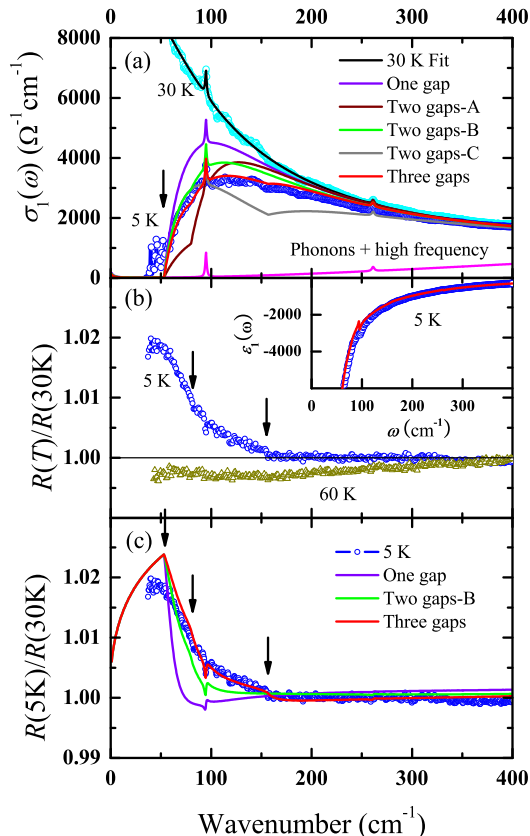 0 100 200 300 400
8000
6000
4000
2000
0
σ₁(ω) (Ω⁻¹cm⁻¹)
(a)
30 K
5 K
30 K Fit
One gap
Two gaps-A
Two gaps-B
Two gaps-C
Three gaps
Phonons + high frequency
1.02
1.01
1.00
R(T)/R(30K)
(b)
5 K
60 K
-2000
-4000
ε₁(ω)
5 K
0 100 200 300
ω (cm⁻¹)
1.02
1.01
1.00
0.99
R(5K)/R(30K)
(c)
5 K
One gap
Two gaps-B
Three gaps
0 100 200 300 400
Wavenumber (cm⁻¹)